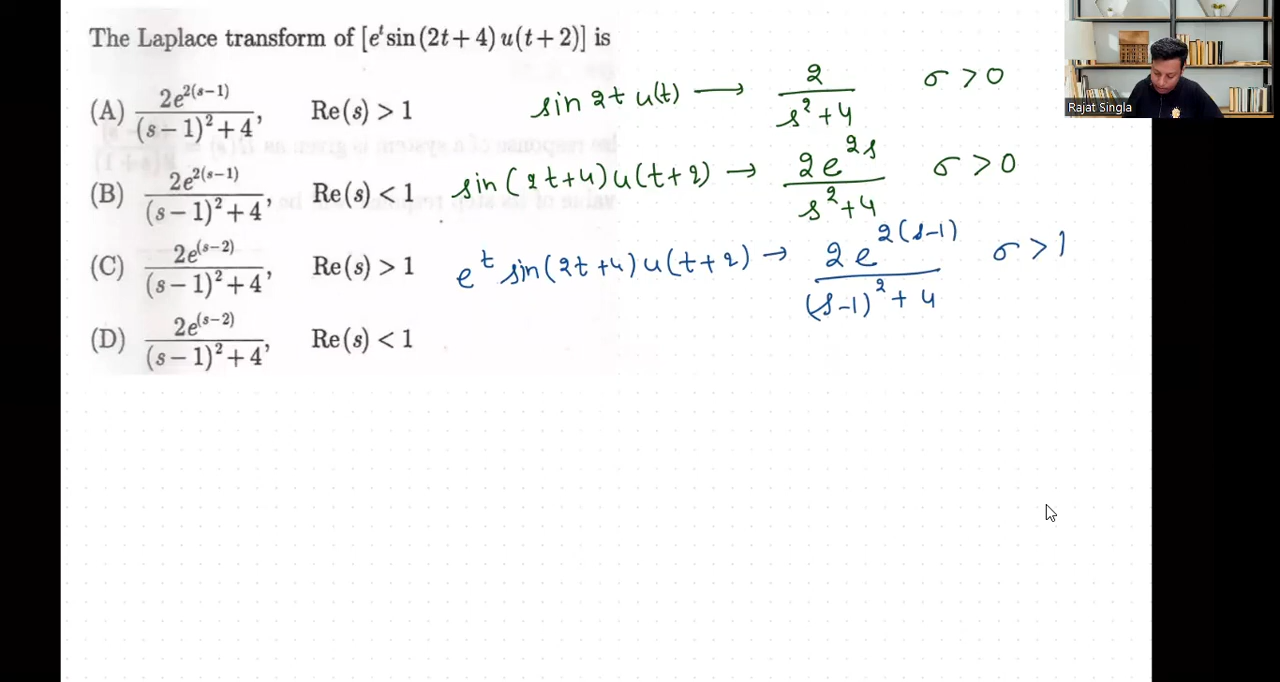 The Laplace transform of [e^t sin (2t + 4) u(t + 2)] is
(A) 2e^{2(s−1)} / ((s − 1)² + 4), Re(s) > 1
(B) 2e^{2(s−1)} / ((s − 1)² + 4), Re(s) < 1
(C) 2e^{(s−2)} / ((s − 1)² + 4), Re(s) > 1
(D) 2e^{(s−2)} / ((s − 1)² + 4), Re(s) < 1
sin 2t u(t) → 2 / (s² + 4) σ > 0
sin(2t+4) u(t+2) → 2e^{2s} / (s² + 4) σ > 0
e^t sin(2t+4) u(t+2) → 2e^{2(s−1)} / ((s−1)² + 4) σ > 1
Rajat Singla